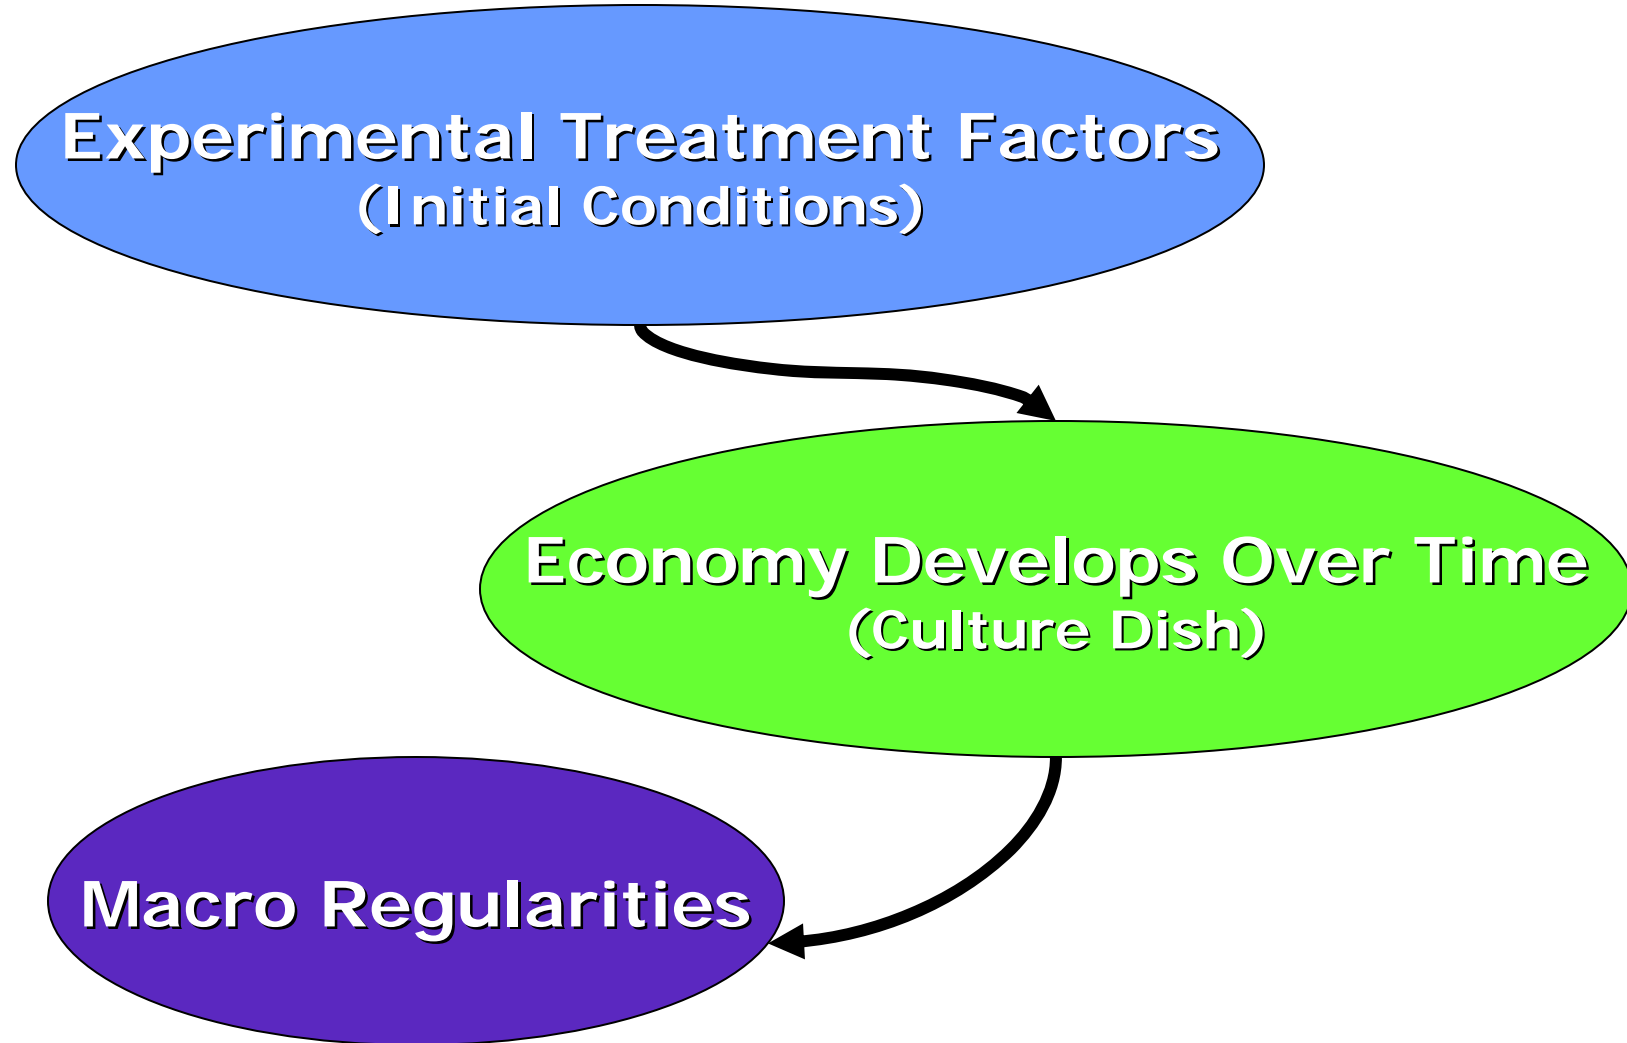 Experimental Treatment Factors
(Initial Conditions)
Economy Develops Over Time
(Culture Dish)
Macro Regularities